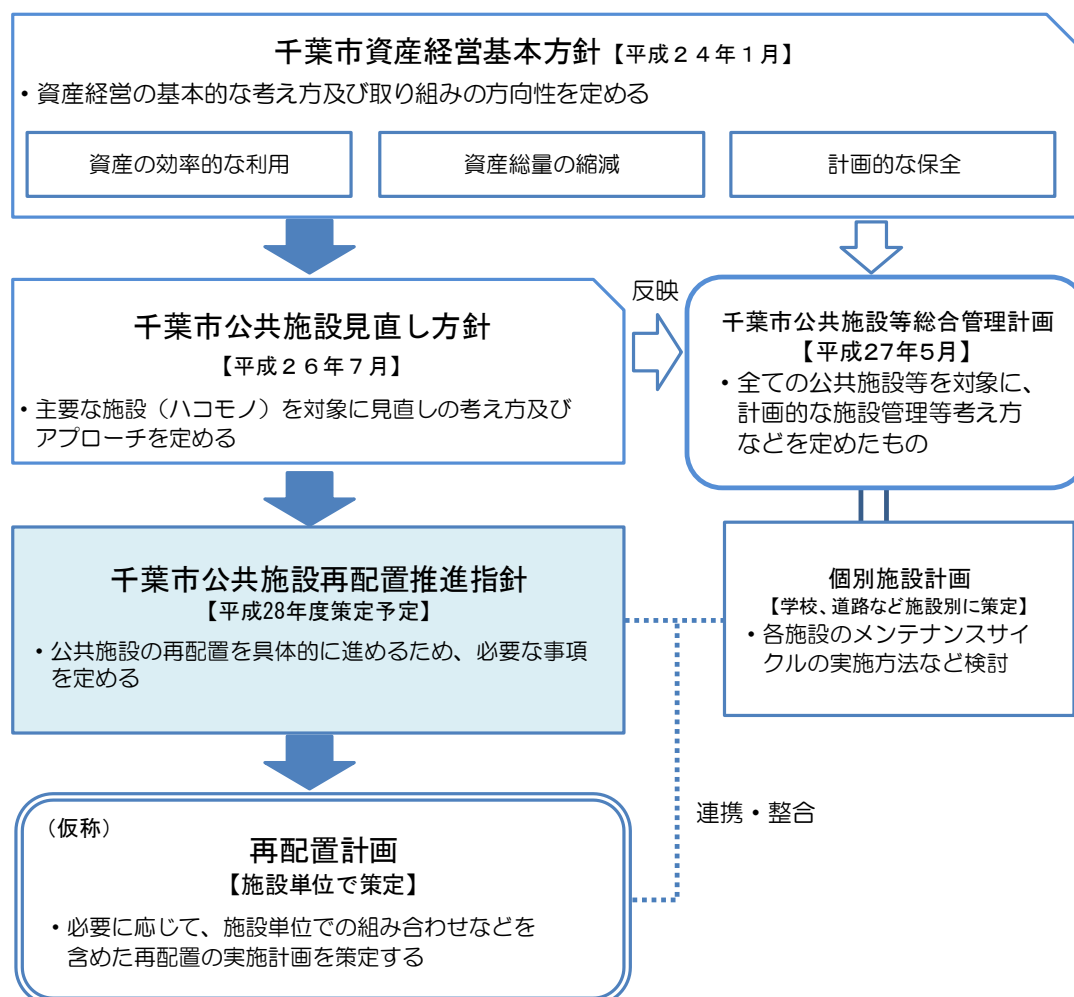 千葉市資産経営基本方針【平成２４年１月】
・資産経営の基本的な考え方及び取り組みの方向性を定める
資産の効率的な利用
資産総量の縮減
計画的な保全
千葉市公共施設見直し方針
【平成２６年７月】
・主要な施設（ハコモノ）を対象に見直しの考え方及び
アプローチを定める
反映
千葉市公共施設等総合管理計画
【平成27年5月】
・全ての公共施設等を対象に、
計画的な施設管理等考え方
などを定めたもの
千葉市公共施設再配置推進指針
【平成28年度策定予定】
・公共施設の再配置を具体的に進めるため、必要な事項
を定める
個別施設計画
【学校、道路など施設別に策定】
・各施設のメンテナンスサイ
クルの実施方法など検討
連携・整合
（仮称）
再配置計画
【施設単位で策定】
・必要に応じて、施設単位での組み合わせなどを
含めた再配置の実施計画を策定する